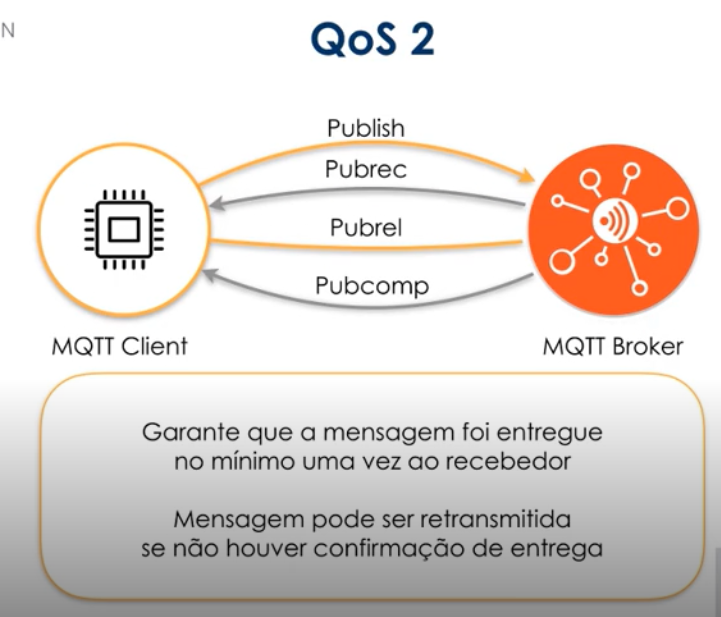 N
QoS 2
Publish
Pubrec
Pubrel
Pubcomp
MQTT Client
MQTT Broker
Garante que a mensagem foi entregue
no mínimo uma vez ao recebedor
Mensagem pode ser retransmitida
se não houver confirmação de entrega